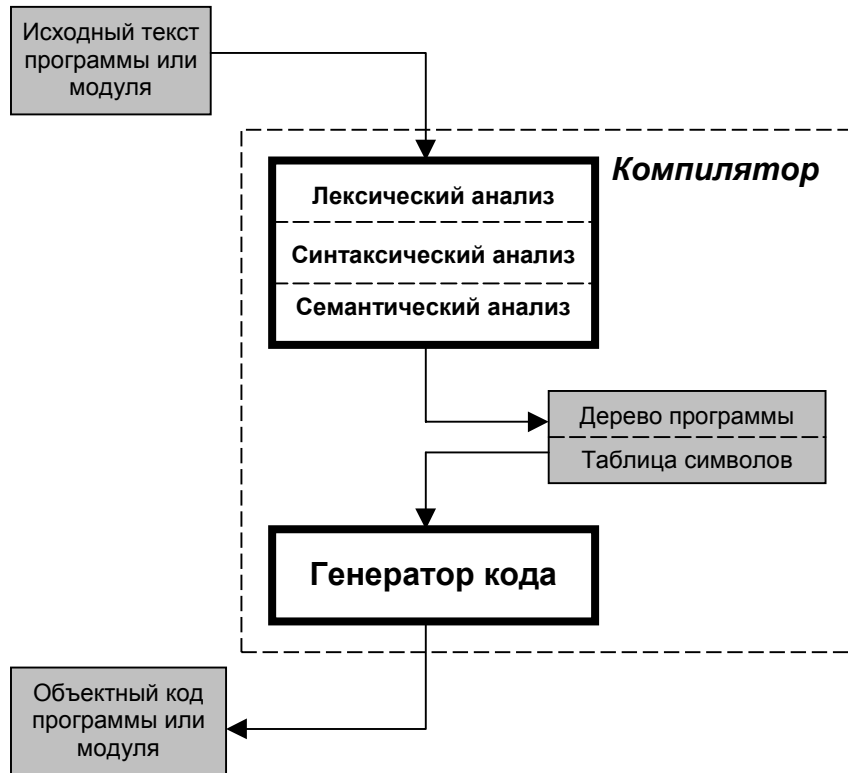 Исходный текст
программы или
модуля
Компилятор
Лексический анализ
Синтаксический анализ
Семантический анализ
Дерево программы
Таблица символов
Генератор кода
Объектный код
программы или
модуля